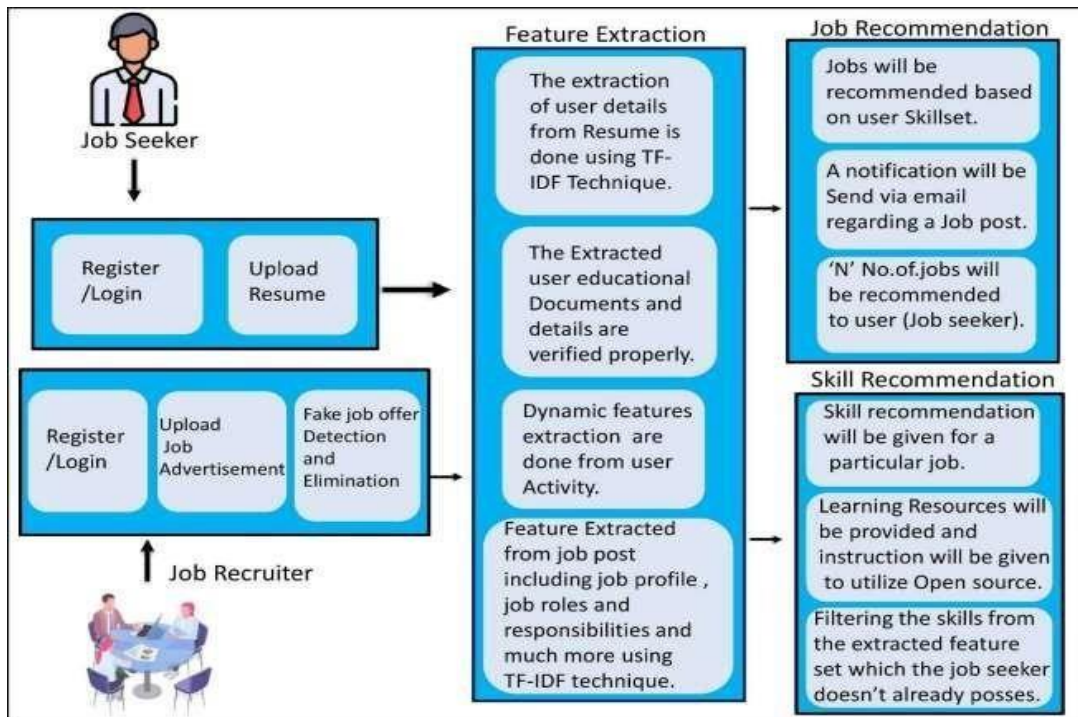 Job Seeker
Register
/Login
Upload
Resume
Register
/Login
Upload
Job
Advertisement
Fake job offer
Detection
and
Elimination
Job Recruiter
Feature Extraction
The extraction
of user details
from Resume is
done using TF-
IDF Technique.
The Extracted
user educational
Documents and
details are
verified properly.
Dynamic features
extraction are
done from user
Activity.
Feature Extracted
from job post
including job profile ,
job roles and
responsibilities and
much more using
TF-IDF technique.
Job Recommendation
Jobs will be
recommended based
on user Skillset.
A notification will be
Send via email
regarding a Job post.
‘N’ No.of.jobs will
be recommended
to user (Job seeker).
Skill Recommendation
Skill recommendation
will be given for a
particular job.
Learning Resources will
be provided and
instruction will be given
to utilize Open source.
Filtering the skills from
the extracted feature
set which the job seeker
doesn’t already posses.